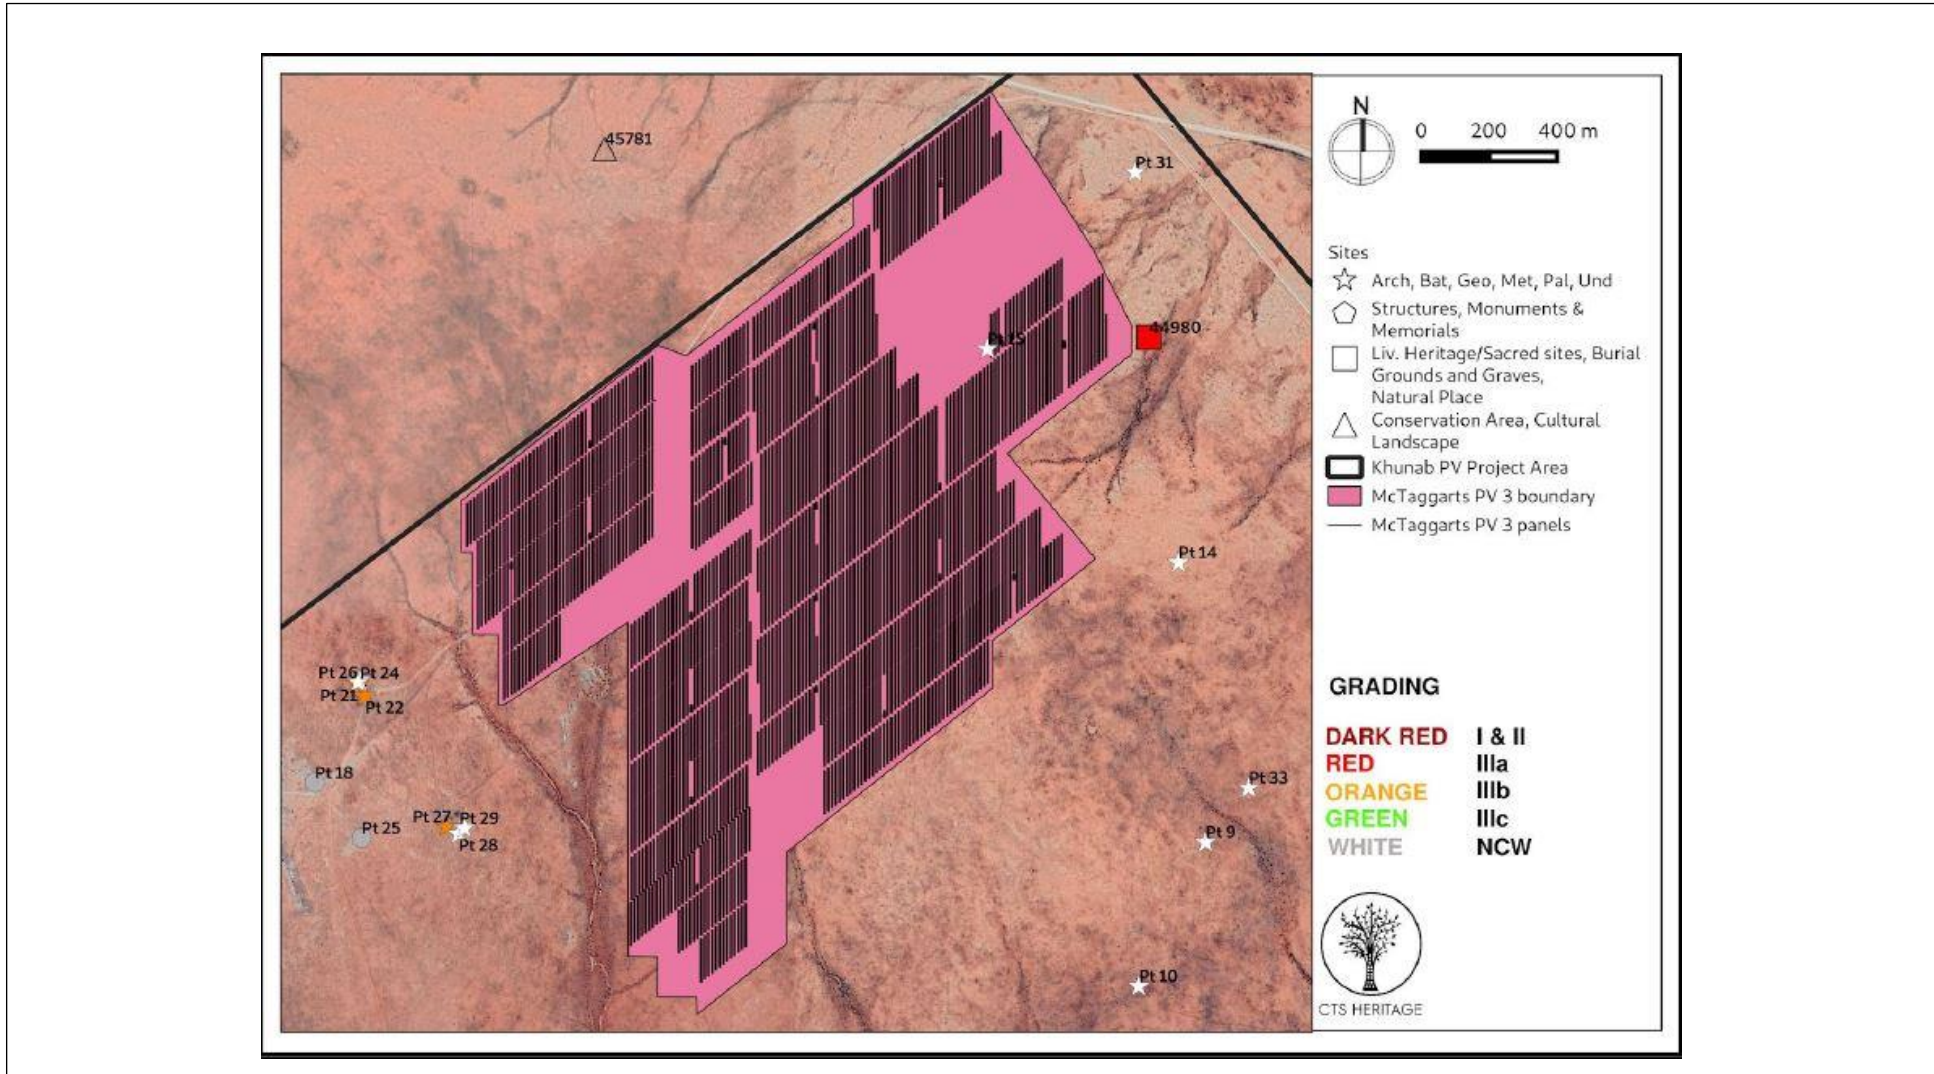 45781
Pt 31
44980
Pt 15
Pt 14
Pt 26
Pt 24
Pt 21
Pt 22
Pt 18
Pt 27
Pt 29
Pt 25
Pt 28
Pt 33
Pt 9
Pt 10
N
0 200 400 m
Sites
Arch, Bat, Geo, Met, Pal, Und
Structures, Monuments &
Memorials
Liv. Heritage/Sacred sites, Burial
Grounds and Graves,
Natural Place
Conservation Area, Cultural
Landscape
Khunab PV Project Area
McTaggarts PV 3 boundary
McTaggarts PV 3 panels
GRADING
DARK RED I & II
RED IIIa
ORANGE IIIb
GREEN IIIc
WHITE NCW
CTS HERITAGE